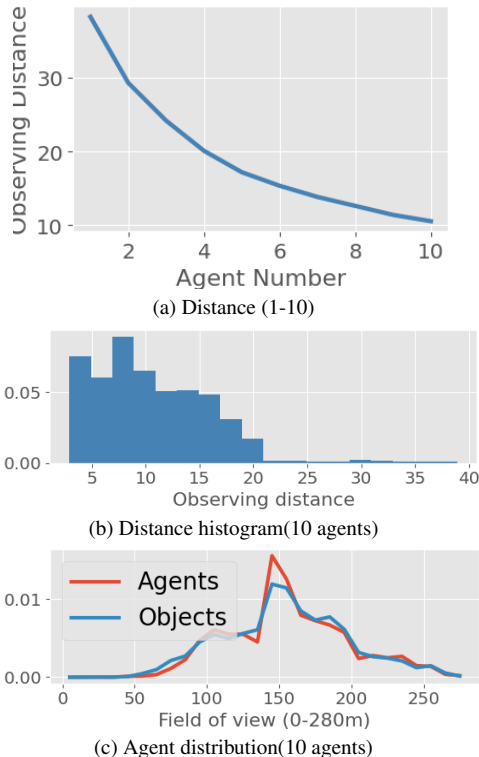 Observing Distance
30
20
10
2 4 6 8 10
Agent Number
(a) Distance (1-10)
0.05
0.00
5 10 15 20 25 30 35 40
Observing distance
(b) Distance histogram(10 agents)
Agents
Objects
0.01
0.00
0 50 100 150 200 250
Field of view (0-280m)
(c) Agent distribution(10 agents)